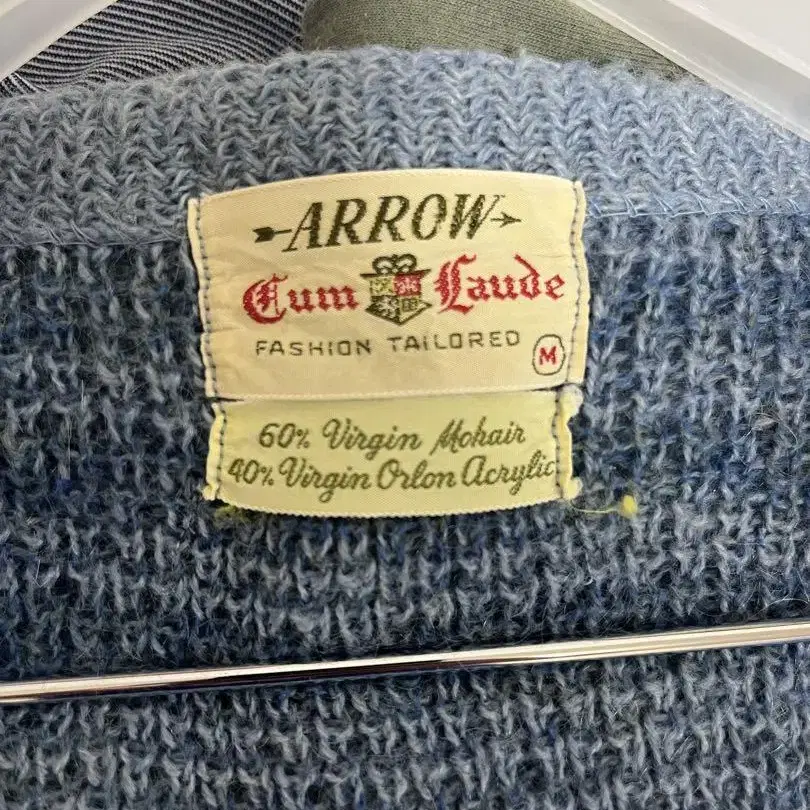 ARROW
Cum Laude
FASHION TAILORED M
60% Virgin Mohair
40% Virgin Orlon Acrylic